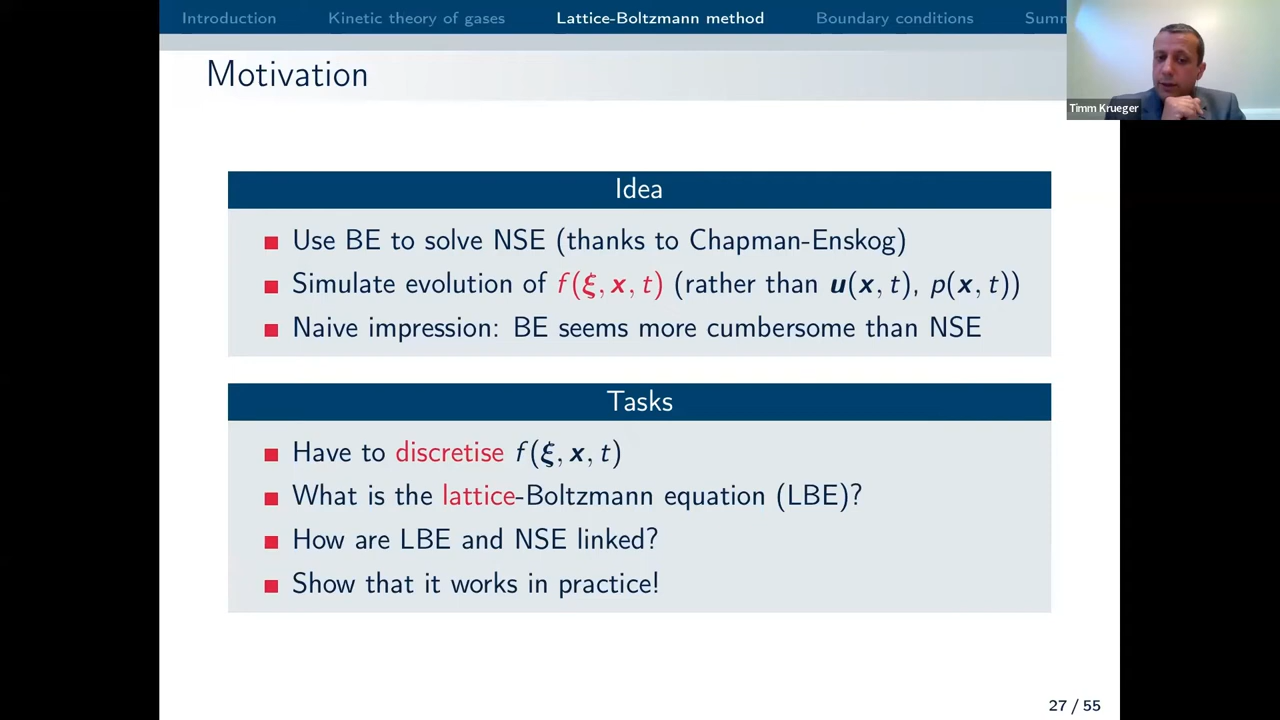 Introduction Kinetic theory of gases Lattice-Boltzmann method Boundary conditions
Motivation
Timm Krueger
Idea
Use BE to solve NSE (thanks to Chapman-Enskog)
Simulate evolution of f(ξ, x, t) (rather than u(x, t), p(x, t))
Naive impression: BE seems more cumbersome than NSE
Tasks
Have to discretise f(ξ, x, t)
What is the lattice-Boltzmann equation (LBE)?
How are LBE and NSE linked?
Show that it works in practice!
27 / 55